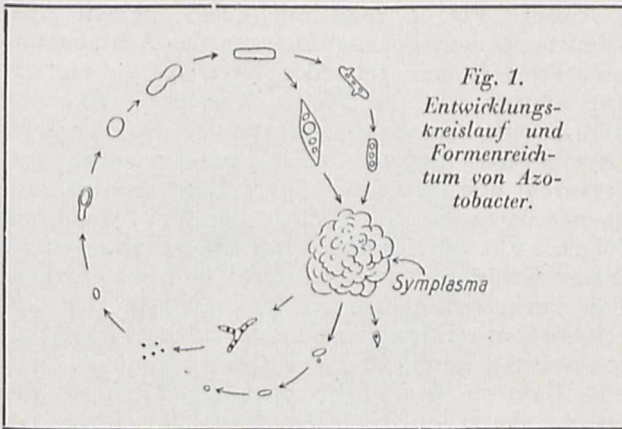 Fig. 1.
Entwicklungs-
kreislauf und
Formenreich-
tum von Azo-
tobacter.
Symplasma